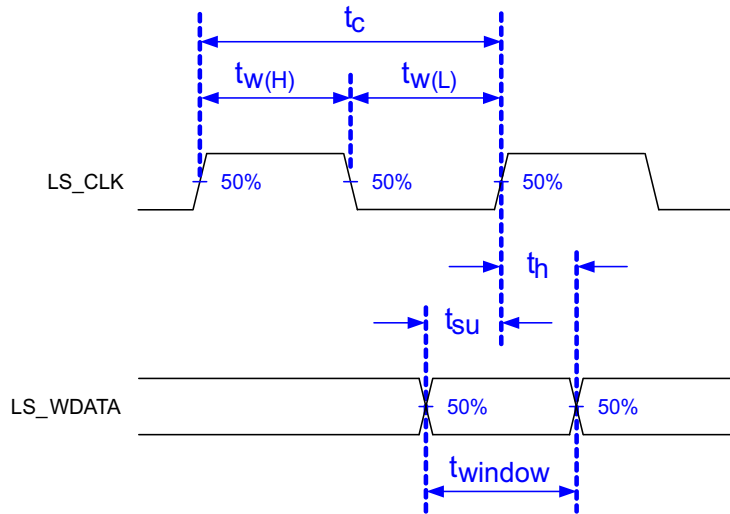 tc
tw(H) tw(L)
LS_CLK 50% 50% 50%
th
tsu
LS_WDATA 50% 50%
twindow